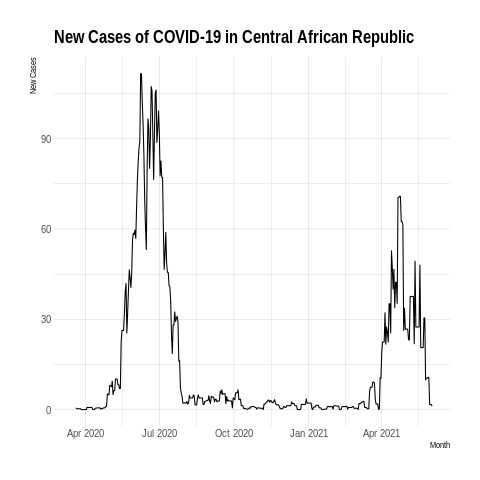 New Cases of COVID-19 in Central African Republic
New Cases
90
60
30
0
Apr 2020 Jul 2020 Oct 2020 Jan 2021 Apr 2021
Month